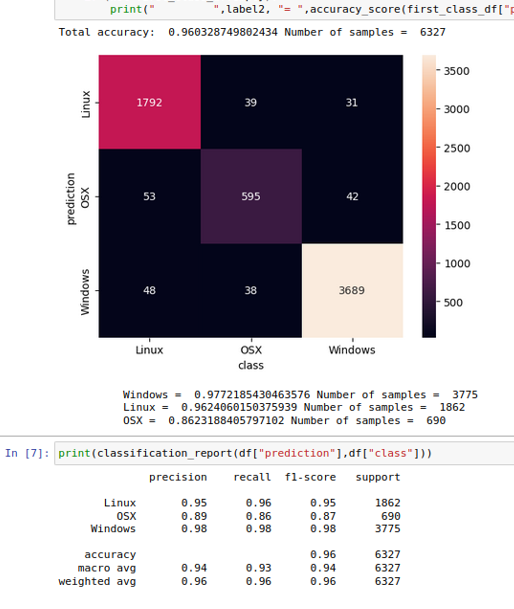 print("         ",label2, "= ",accuracy_score(first_class_df["p
Total accuracy:  0.960328749802434 Number of samples =  6327
Linux 1792 39 31
prediction
OSX 53 595 42
Windows 48 38 3689
Linux OSX Windows
class
3500
3000
2500
2000
1500
1000
500
Windows =  0.9772185430463576 Number of samples =  3775
Linux =  0.9624060150375939 Number of samples =  1862
OSX =  0.8623188405797102 Number of samples =  690
In [7]: print(classification_report(df["prediction"],df["class"]))
precision recall f1-score support
Linux 0.95 0.96 0.95 1862
OSX 0.89 0.86 0.87 690
Windows 0.98 0.98 0.98 3775
accuracy 0.96 6327
macro avg 0.94 0.93 0.94 6327
weighted avg 0.96 0.96 0.96 6327